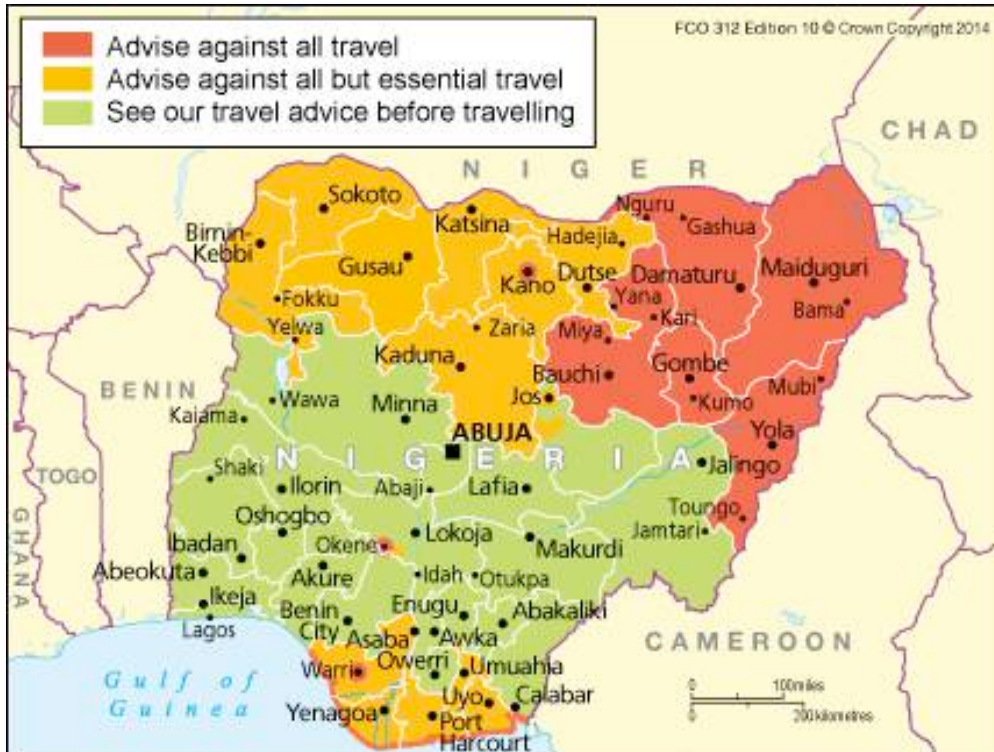 FCO 312 Edition 10 © Crown Copyright 2014
Advise against all travel
Advise against all but essential travel
See our travel advice before travelling
CHAD
NIGER
Sokoto
Katsina
Nguru
Gashua
Birnin-
Kebbi
Hadejia
Gusau
Kano
Dutse
Damaturu
Maiduguri
Fokku
Yana
Bama
Yelwa
Zaria
Miya
Kari
Kaduna
Gombe
BENIN
Bauchi
Mubi
Wawa
Jos
Kumo
Kaiama
Minna
ABUJA
Yola
NIGERIA
Shaki
Jalingo
TOGO
Ilorin
Abaji
Lafia
Toungo
Oshogbo
Lokoja
Jamtari
GHANA
Okene
Makurdi
Ibadan
Abeokuta
Akure
Idah
Otukpa
Ikeja
Benin
City
Enugu
Abakaliki
Lagos
Asaba
Awka
CAMEROON
Owerri
Umuahia
Warri
Gulf of
Guinea
Uyo
Calabar
Yenagoa
Port
Harcourt
0 100miles
0 200kilometres